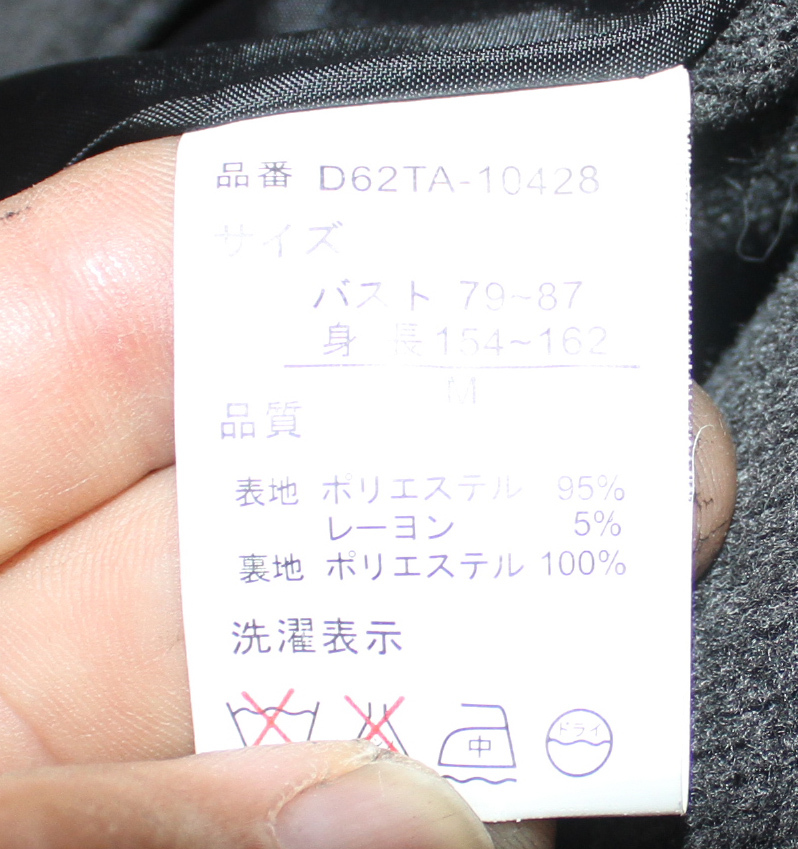 品番 D62TA-10428
サイズ
バスト 79~87
身 長 154~162
M
品質
表地 ポリエステル 95%
レーヨン 5%
裏地 ポリエステル 100%
洗濯表示
中 ドライ